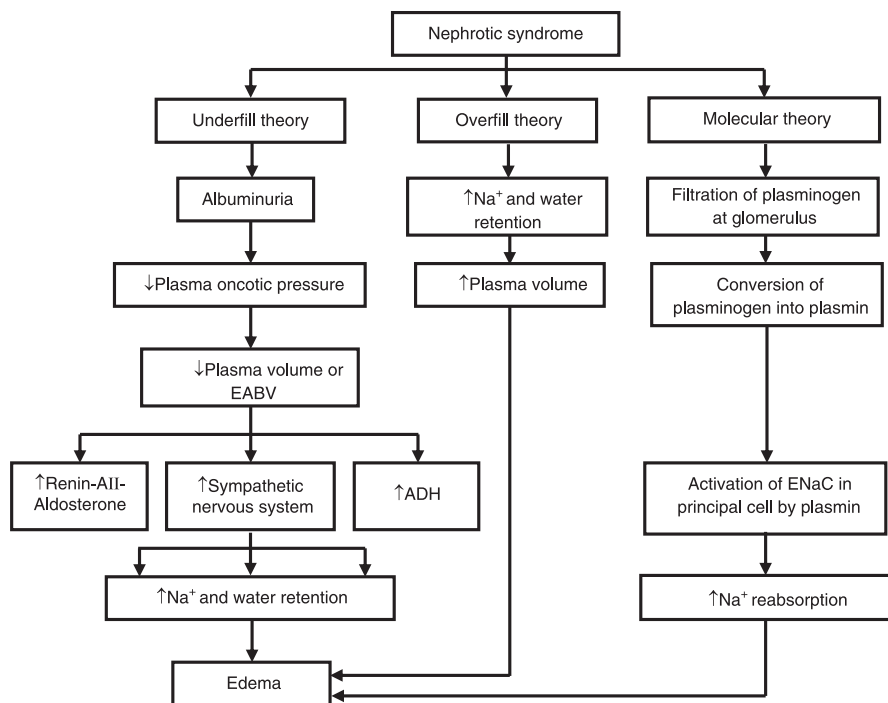 Nephrotic syndrome
Underfill theory
Overfill theory
Molecular theory
Albuminuria
↑Na⁺ and water
retention
Filtration of plasminogen
at glomerulus
↓Plasma oncotic pressure
↑Plasma volume
Conversion of
plasminogen into plasmin
↓Plasma volume or
EABV
↑Renin-AII-
Aldosterone
↑Sympathetic
nervous system
↑ADH
Activation of ENaC in
principal cell by plasmin
↑Na⁺ and water retention
↑Na⁺ reabsorption
Edema